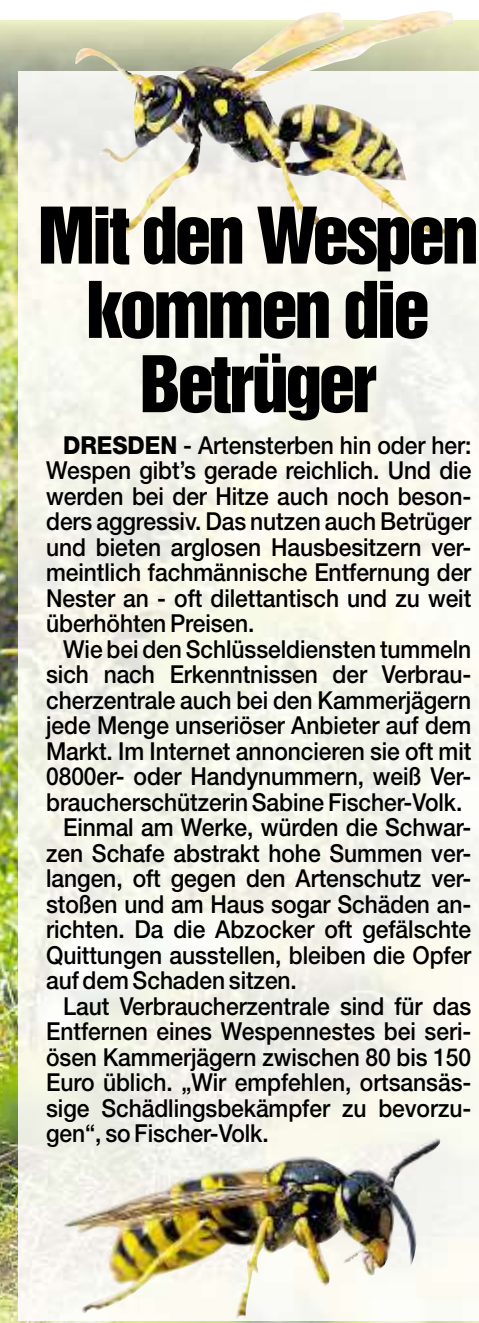 Mit den Wespen
kommen die
Betrüger
DRESDEN - Artensterben hin oder her:
Wespen gibt's gerade reichlich. Und die
werden bei der Hitze auch noch beson-
ders aggressiv. Das nutzen auch Betrüger
und bieten arglosen Hausbesitzern ver-
meintlich fachmännische Entfernung der
Nester an - oft dilettantisch und zu weit
überhöhten Preisen.
Wie bei den Schlüsseldiensten tummeln
sich nach Erkenntnissen der Verbrau-
cherzentrale auch bei den Kammerjägern
jede Menge unseriöser Anbieter auf dem
Markt. Im Internet annoncieren sie oft mit
0800er- oder Handynummern, weiß Ver-
braucherschützerin Sabine Fischer-Volk.
Einmal am Werke, würden die Schwar-
zen Schafe abstrakt hohe Summen ver-
langen, oft gegen den Artenschutz ver-
stoßen und am Haus sogar Schäden an-
richten. Da die Abzocker oft gefälschte
Quittungen ausstellen, bleiben die Opfer
auf dem Schaden sitzen.
Laut Verbraucherzentrale sind für das
Entfernen eines Wespennestes bei seri-
ösen Kammerjägern zwischen 80 bis 150
Euro üblich. „Wir empfehlen, ortsansäs-
sige Schädlingsbekämpfer zu bevorzu-
gen“, so Fischer-Volk.